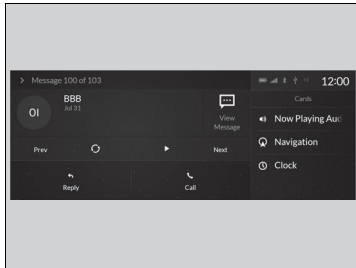 Message 100 of 103
12:00
OI
BBB
Jul 31
View
Message
Prev
Next
Reply
Call
Cards
Now Playing Aud
Navigation
Clock